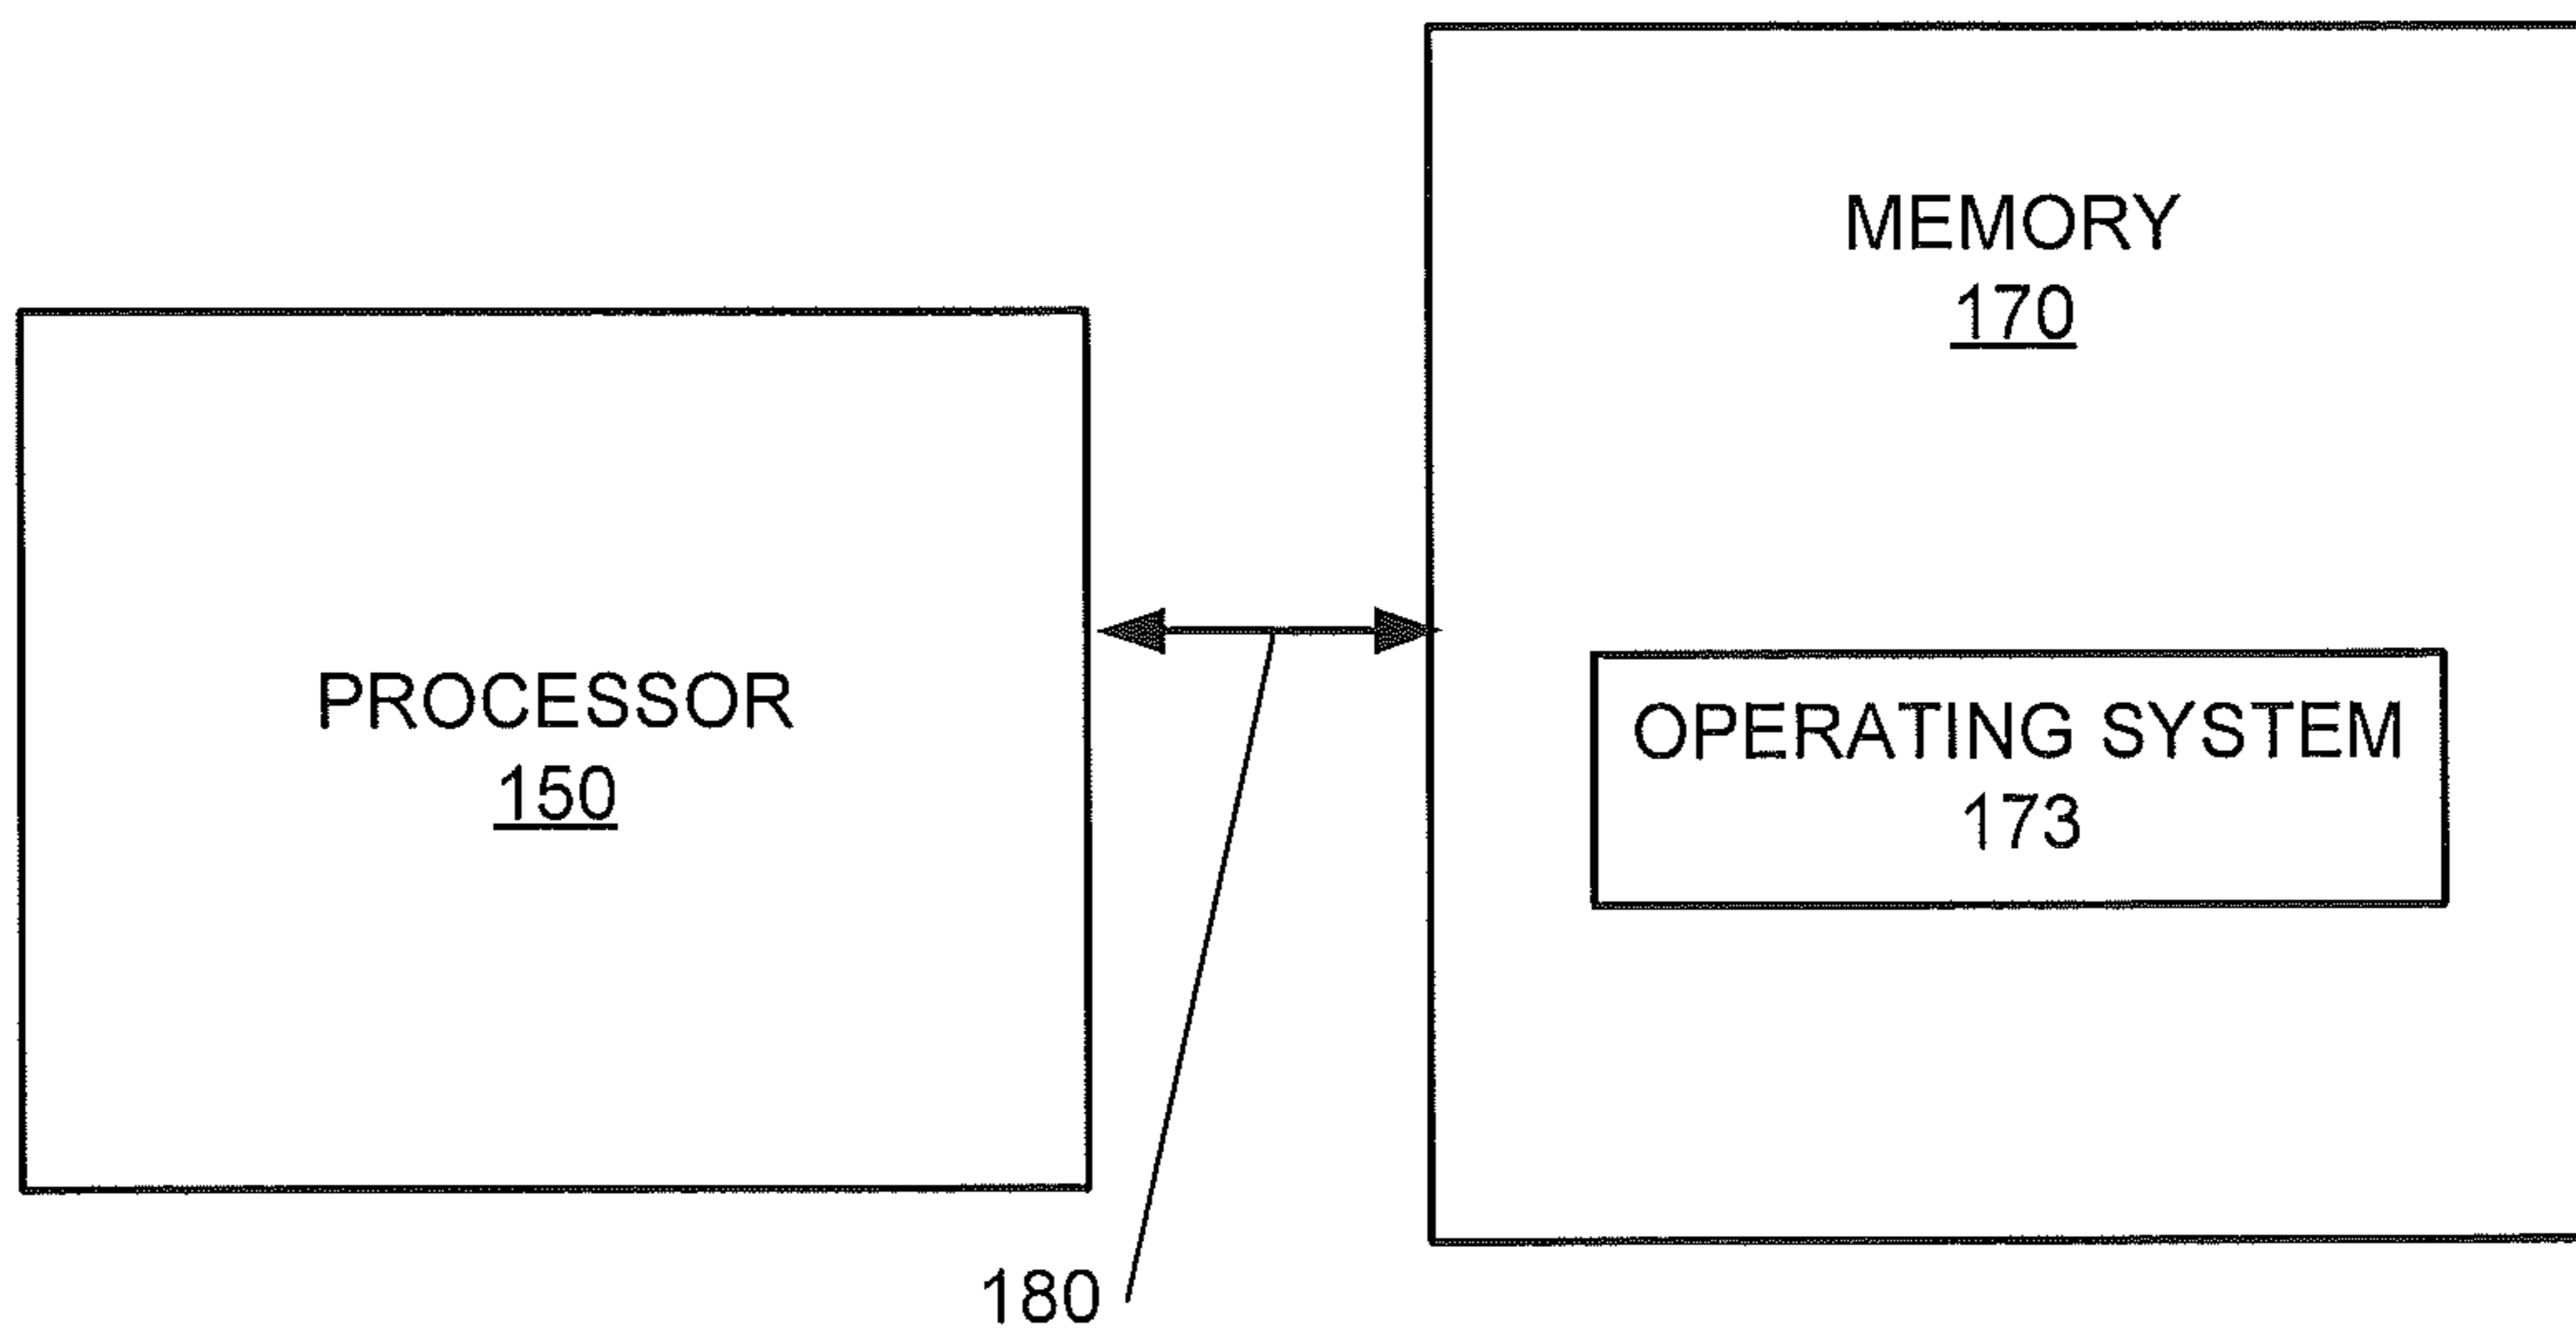 MEMORY
170
PROCESSOR
150
OPERATING SYSTEM
173
180